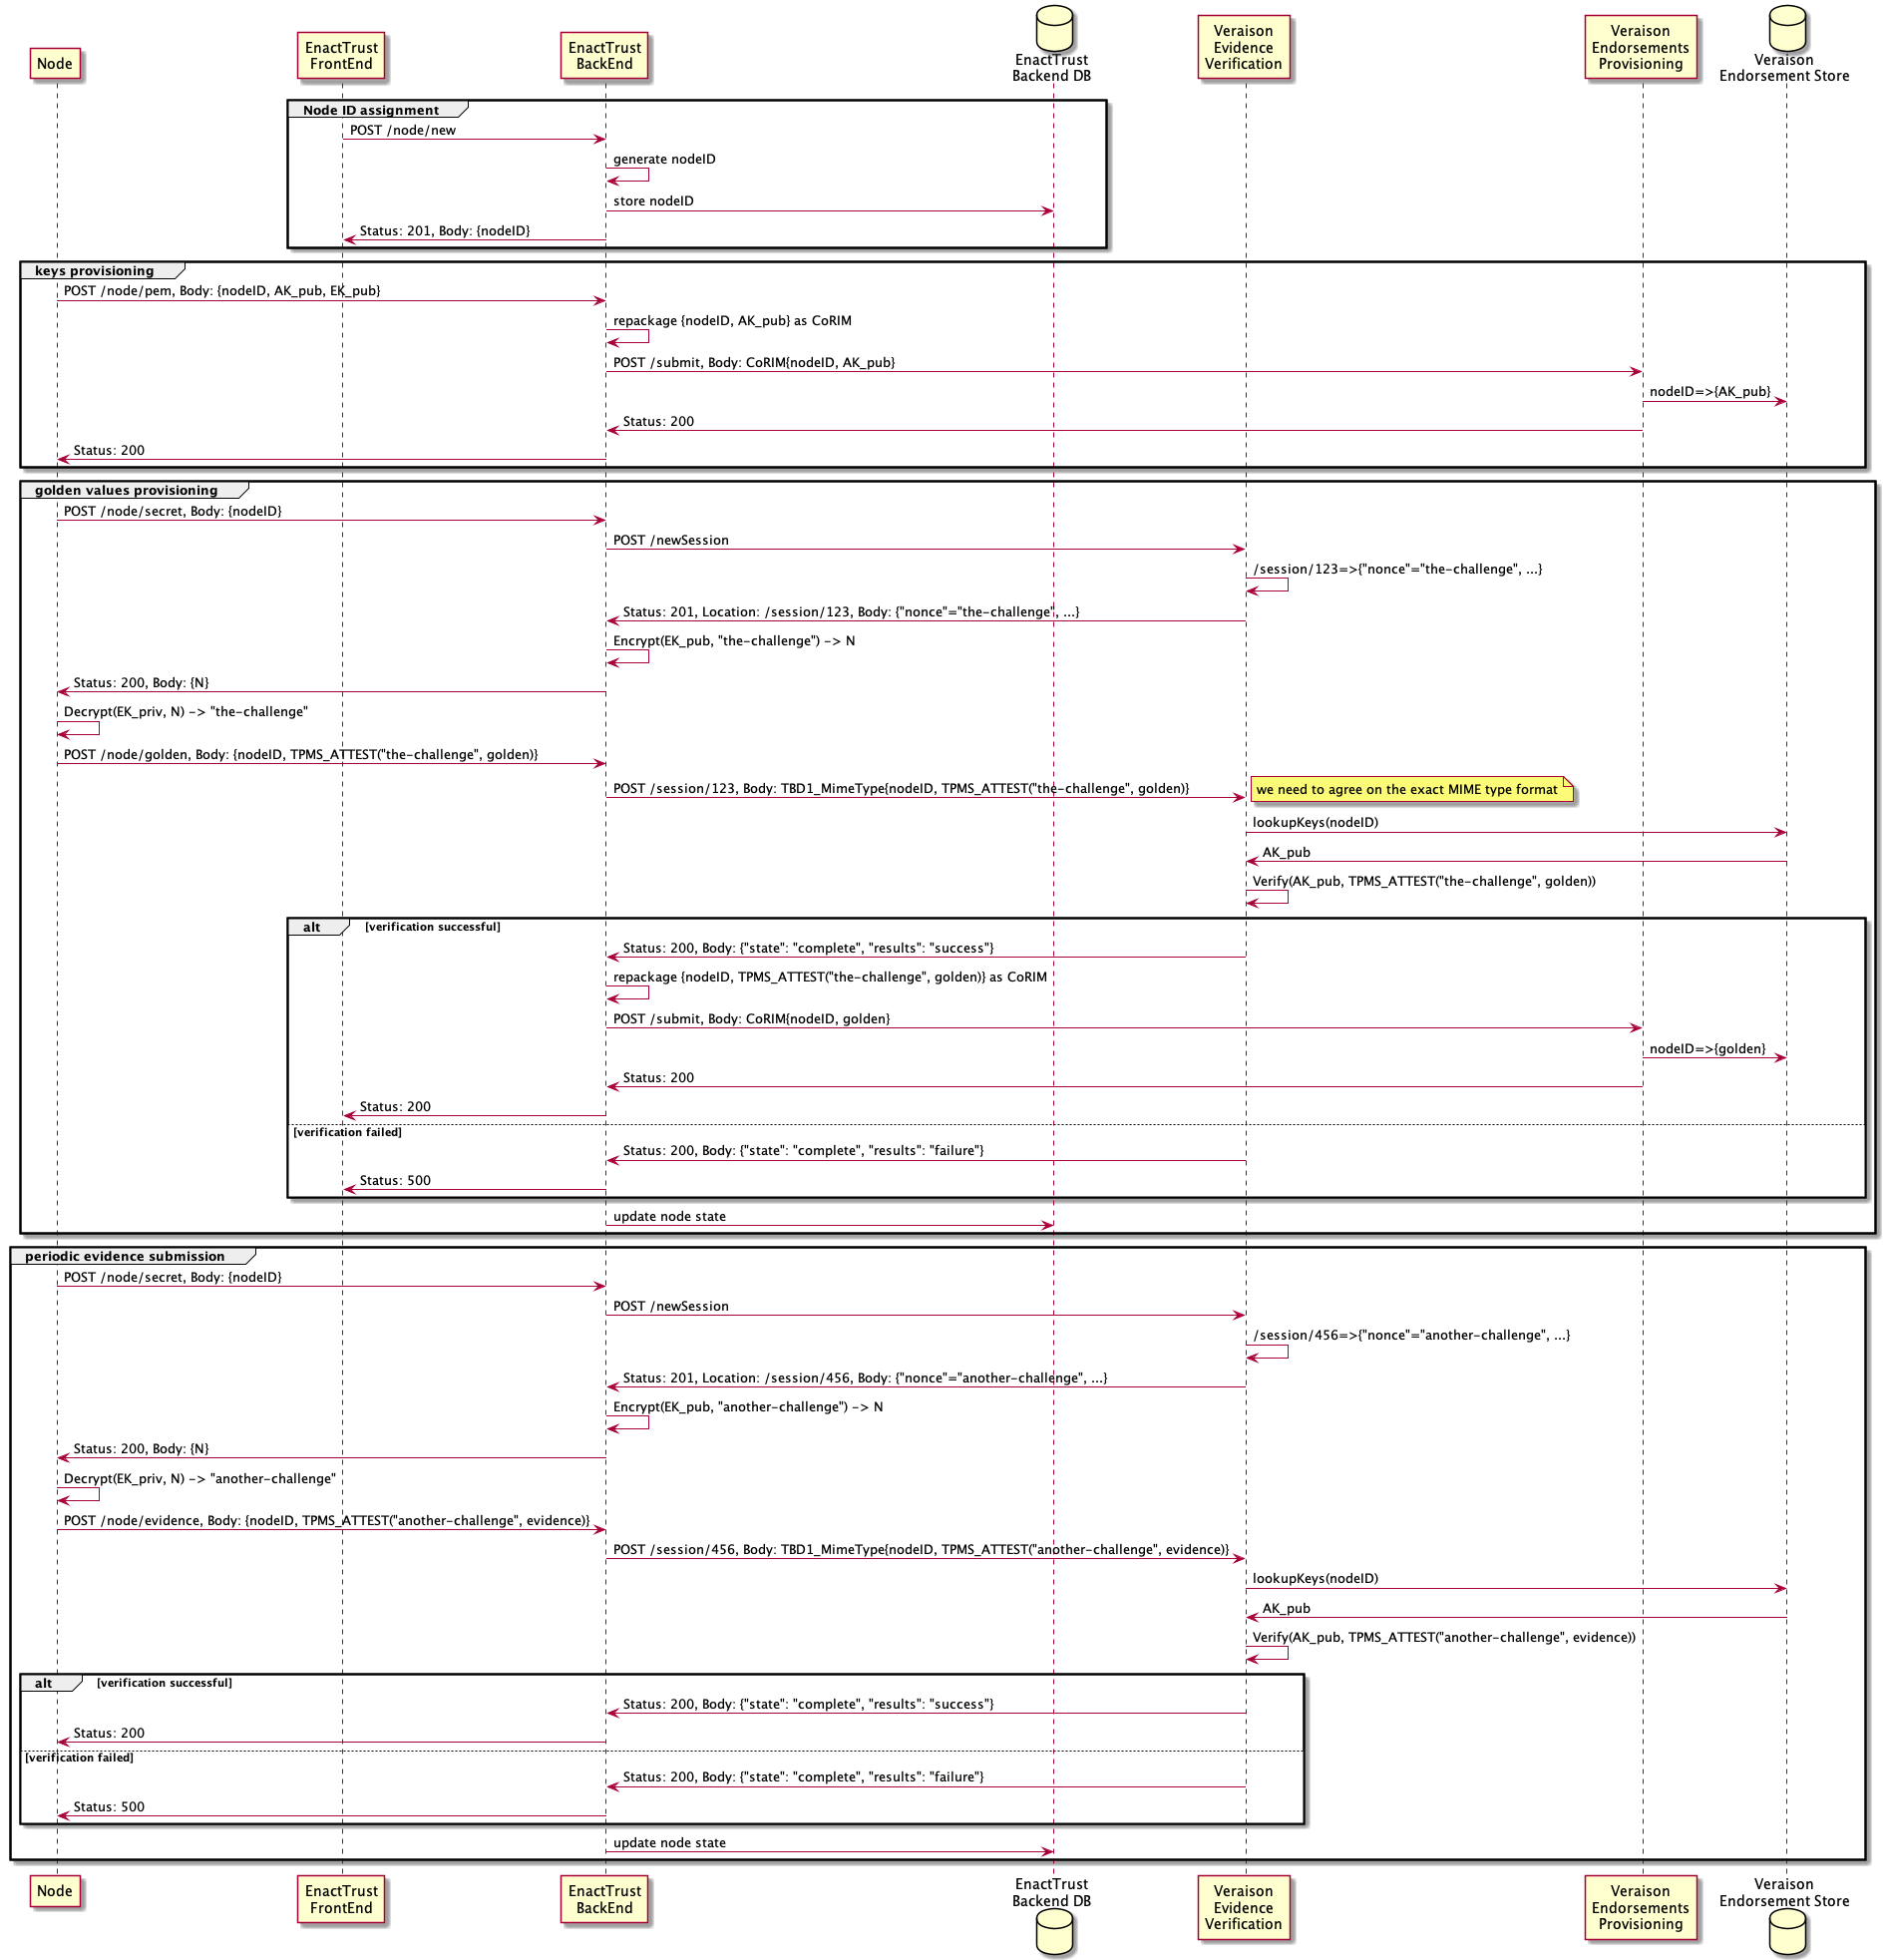 Node
EnactTrust
FrontEnd
EnactTrust
BackEnd
EnactTrust
Backend DB
Veraison
Evidence
Verification
Veraison
Endorsements
Provisioning
Veraison
Endorsement Store
Node ID assignment
POST /node/new
generate nodeID
store nodeID
Status: 201, Body: {nodeID}
keys provisioning
POST /node/pem, Body: {nodeID, AK_pub, EK_pub}
repackage {nodeID, AK_pub} as CoRIM
POST /submit, Body: CoRIM{nodeID, AK_pub}
nodeID=>{AK_pub}
Status: 200
Status: 200
golden values provisioning
POST /node/secret, Body: {nodeID}
POST /newSession
/session/123=>{"nonce"="the-challenge", ...}
Status: 201, Location: /session/123, Body: {"nonce"="the-challenge", ...}
Encrypt(EK_pub, "the-challenge") -> N
Status: 200, Body: {N}
Decrypt(EK_priv, N) -> "the-challenge"
POST /node/golden, Body: {nodeID, TPMS_ATTEST("the-challenge", golden)}
POST /session/123, Body: TBD1_MimeType{nodeID, TPMS_ATTEST("the-challenge", golden)}
we need to agree on the exact MIME type format
lookupKeys(nodeID)
AK_pub
Verify(AK_pub, TPMS_ATTEST("the-challenge", golden))
alt [verification successful]
Status: 200, Body: {"state": "complete", "results": "success"}
repackage {nodeID, TPMS_ATTEST("the-challenge", golden)} as CoRIM
POST /submit, Body: CoRIM{nodeID, golden}
nodeID=>{golden}
Status: 200
Status: 200
[verification failed]
Status: 200, Body: {"state": "complete", "results": "failure"}
Status: 500
update node state
periodic evidence submission
POST /node/secret, Body: {nodeID}
POST /newSession
/session/456=>{"nonce"="another-challenge", ...}
Status: 201, Location: /session/456, Body: {"nonce"="another-challenge", ...}
Encrypt(EK_pub, "another-challenge") -> N
Status: 200, Body: {N}
Decrypt(EK_priv, N) -> "another-challenge"
POST /node/evidence, Body: {nodeID, TPMS_ATTEST("another-challenge", evidence)}
POST /session/456, Body: TBD1_MimeType{nodeID, TPMS_ATTEST("another-challenge", evidence)}
lookupKeys(nodeID)
AK_pub
Verify(AK_pub, TPMS_ATTEST("another-challenge", evidence))
alt [verification successful]
Status: 200, Body: {"state": "complete", "results": "success"}
Status: 200
[verification failed]
Status: 200, Body: {"state": "complete", "results": "failure"}
Status: 500
update node state
Node
EnactTrust
FrontEnd
EnactTrust
BackEnd
EnactTrust
Backend DB
Veraison
Evidence
Verification
Veraison
Endorsements
Provisioning
Veraison
Endorsement Store